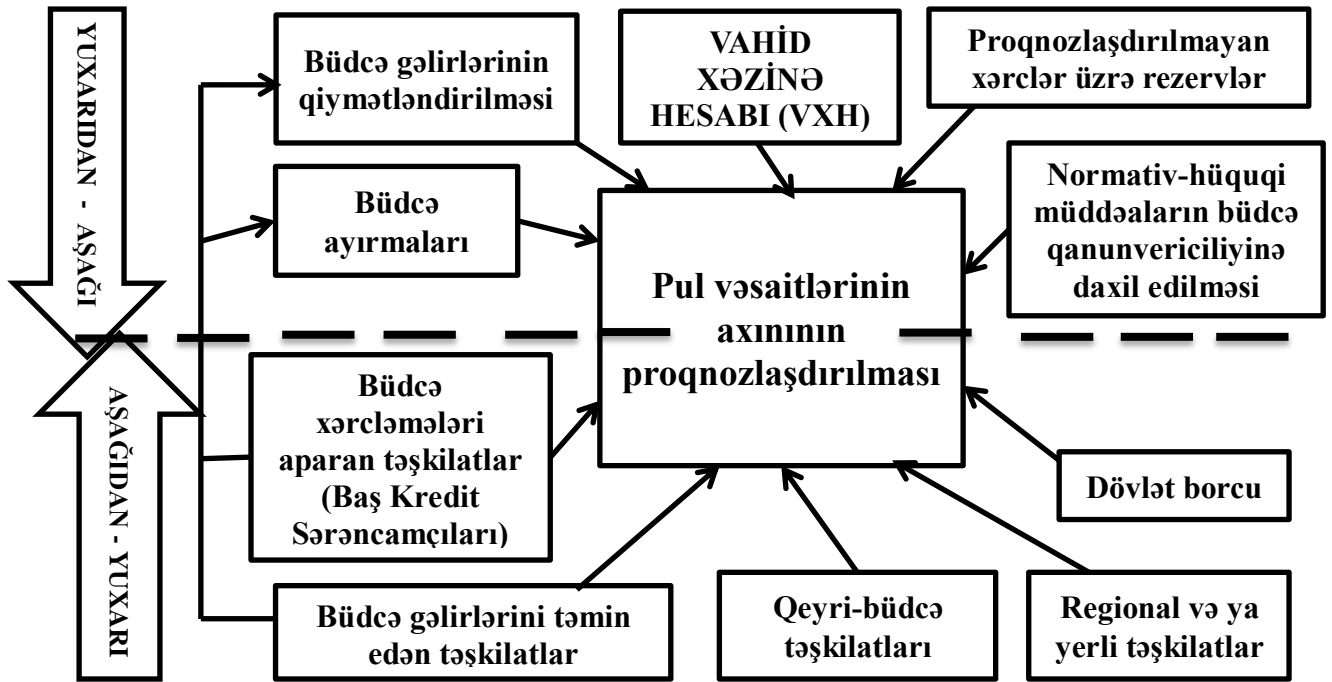 YUXARIDAN - AŞAĞI
AŞAĞIDAN - YUXARI
Büdcə gəlirlərinin
qiymətləndirilməsi
VAHİD
XƏZİNƏ
HESABI (VXH)
Proqnozlaşdırılmayan
xərclər üzrə rezervlər
Büdcə
ayırmaları
Normativ-hüquqi
müddəaların büdcə
qanunvericiliyinə
daxil edilməsi
Pul vəsaitlərinin
axınının
proqnozlaşdırılması
Büdcə
xərcləmələri
aparan təşkilatlar
(Baş Kredit
Sərəncamçıları)
Dövlət borcu
Büdcə gəlirlərini təmin
edən təşkilatlar
Qeyri-büdcə
təşkilatları
Regional və ya
yerli təşkilatlar